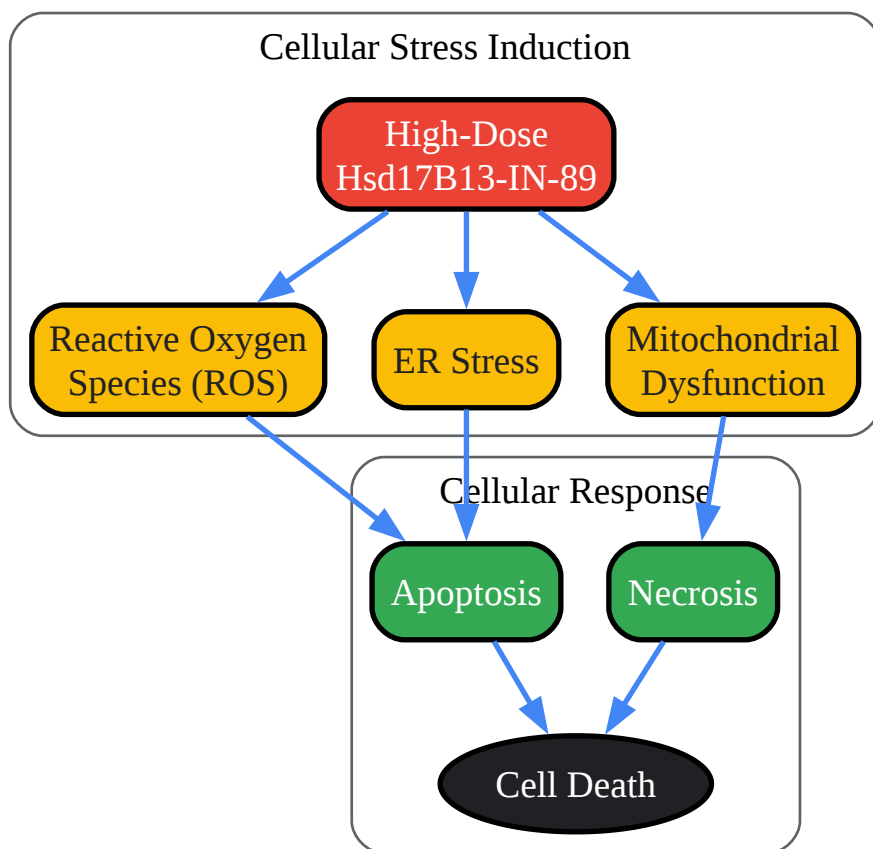 Cellular Stress Induction
High-Dose
Hsd17B13-IN-89
Reactive Oxygen
Species (ROS)
ER Stress
Mitochondrial
Dysfunction
Cellular Response
Apoptosis
Necrosis
Cell Death